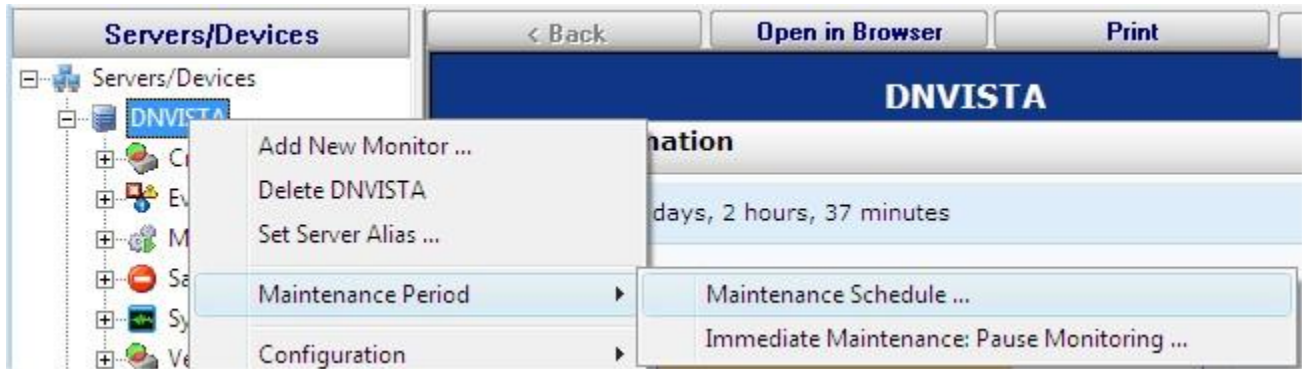 Servers/Devices
< Back
Open in Browser
Print
Servers/Devices
DNVISTA
DNVISTA
Add New Monitor ...
Delete DNVISTA
days, 2 hours, 37 minutes
Set Server Alias ...
Maintenance Period
Maintenance Schedule ...
Immediate Maintenance: Pause Monitoring ...
Configuration